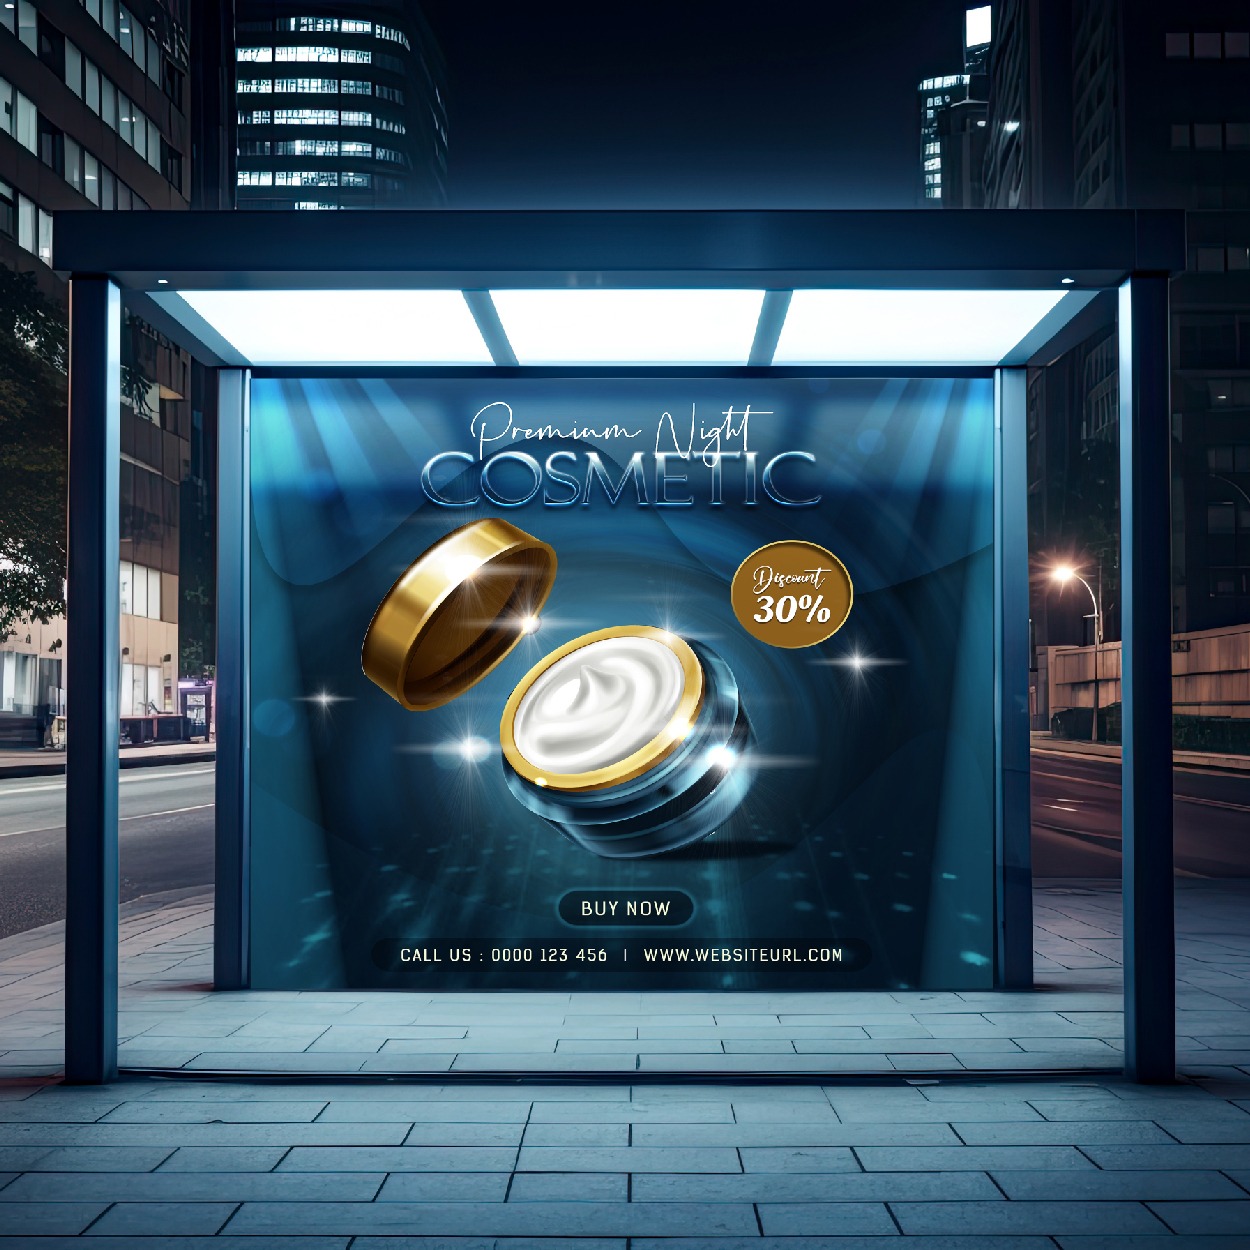 Premium Night
COSMETIC
Discount
30%
BUY NOW
CALL US : 0000 123 456 | WWW.WEBSITEURL.COM